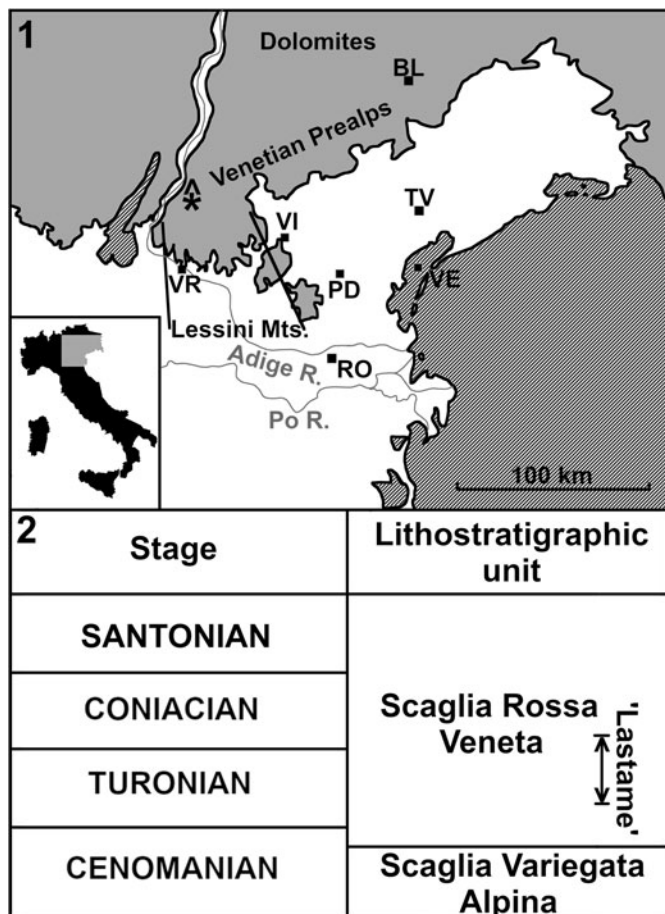 1
Dolomites
BL
Venetian Prealps
^
*
TV
VI
VR
PD
VE
Lessini Mts.
Adige R.
RO
Po R.
100 km
2
Stage
Lithostratigraphic
unit
SANTONIAN
CONIACIAN
TURONIAN
CENOMANIAN
Scaglia Rossa
Veneta
'Lastame'
Scaglia Variegata
Alpina